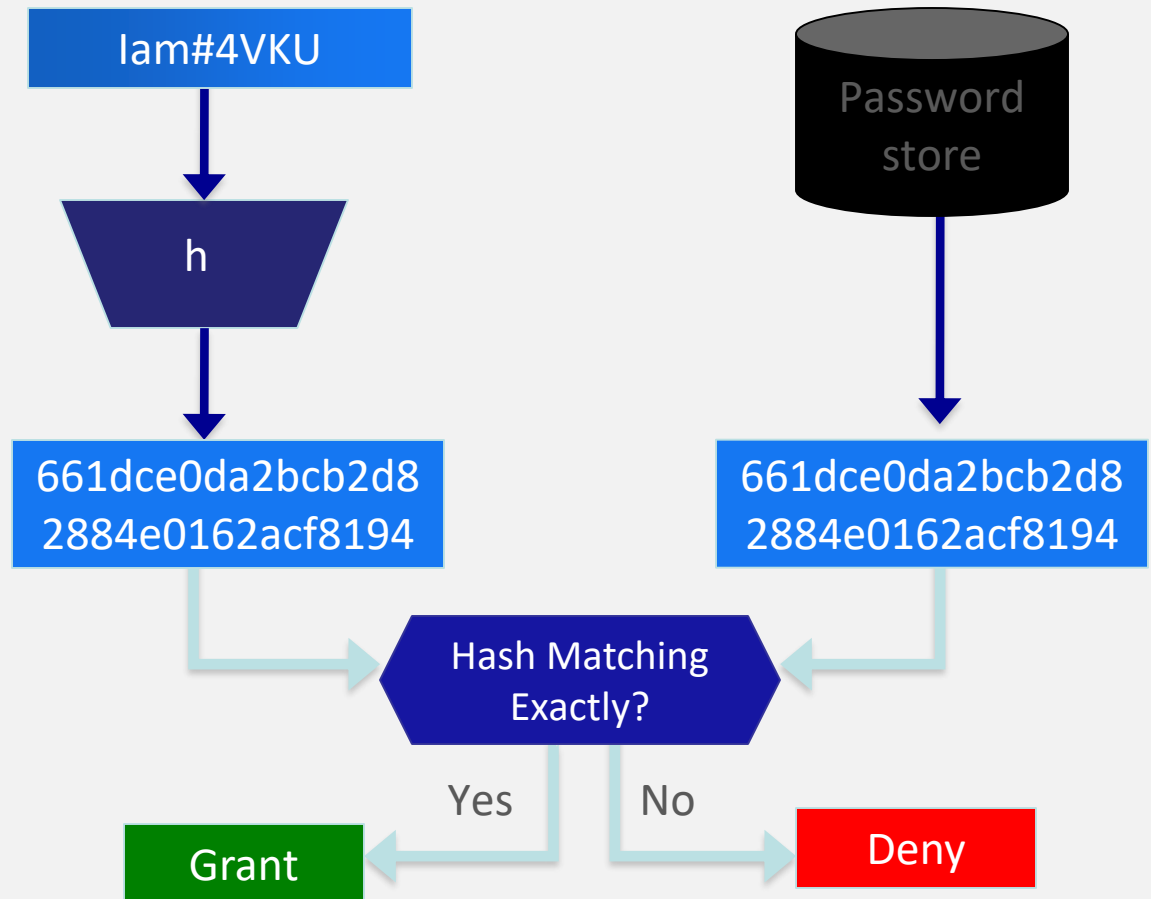 Iam#4VKU
Password
store
h
661dce0da2bcb2d8
2884e0162acf8194
661dce0da2bcb2d8
2884e0162acf8194
Hash Matching
Exactly?
Yes
No
Grant
Deny